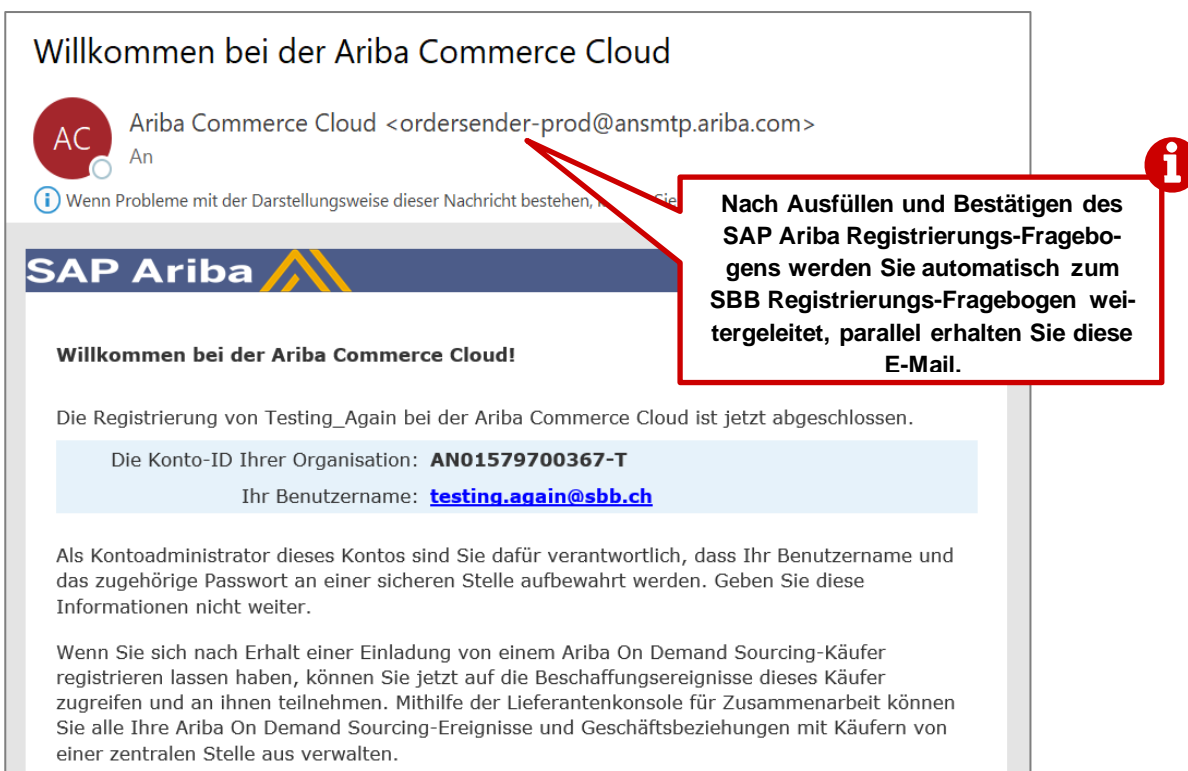 Willkommen bei der Ariba Commerce Cloud
AC
Ariba Commerce Cloud <ordersender-prod@ansmtp.ariba.com>
An
Wenn Probleme mit der Darstellungsweise dieser Nachricht bestehen,
Nach Ausfüllen und Bestätigen des
SAP Ariba Registrierungs-Fragebo-
gens werden Sie automatisch zum
SBB Registrierungs-Fragebogen wei-
tergeleitet, parallel erhalten Sie diese
E-Mail.
SAP Ariba
Willkommen bei der Ariba Commerce Cloud!
Die Registrierung von Testing_Again bei der Ariba Commerce Cloud ist jetzt abgeschlossen.
Die Konto-ID Ihrer Organisation: AN01579700367-T
Ihr Benutzername: testing.again@sbb.ch
Als Kontoadministrator dieses Kontos sind Sie dafür verantwortlich, dass Ihr Benutzername und
das zugehörige Passwort an einer sicheren Stelle aufbewahrt werden. Geben Sie diese
Informationen nicht weiter.
Wenn Sie sich nach Erhalt einer Einladung von einem Ariba On Demand Sourcing-Käufer
registrieren lassen haben, können Sie jetzt auf die Beschaffungsereignisse dieses Käufer
zugreifen und an ihnen teilnehmen. Mithilfe der Lieferantenkonsole für Zusammenarbeit können
Sie alle Ihre Ariba On Demand Sourcing-Ereignisse und Geschäftsbeziehungen mit Käufern von
einer zentralen Stelle aus verwalten.